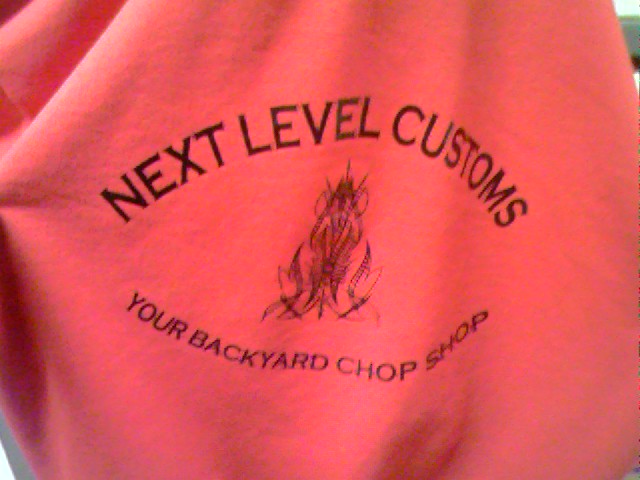 NEXT LEVEL CUSTOMS
YOUR BACKYARD CHOP SHOP